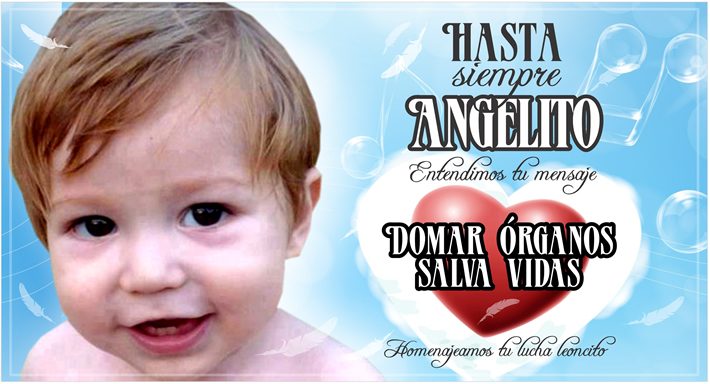 HASTA
siempre
ANGELITO
Entendimos tu mensaje
DOMAR ÓRGANOS
SALVA VIDAS
Homenajeamos tu lucha leoncito